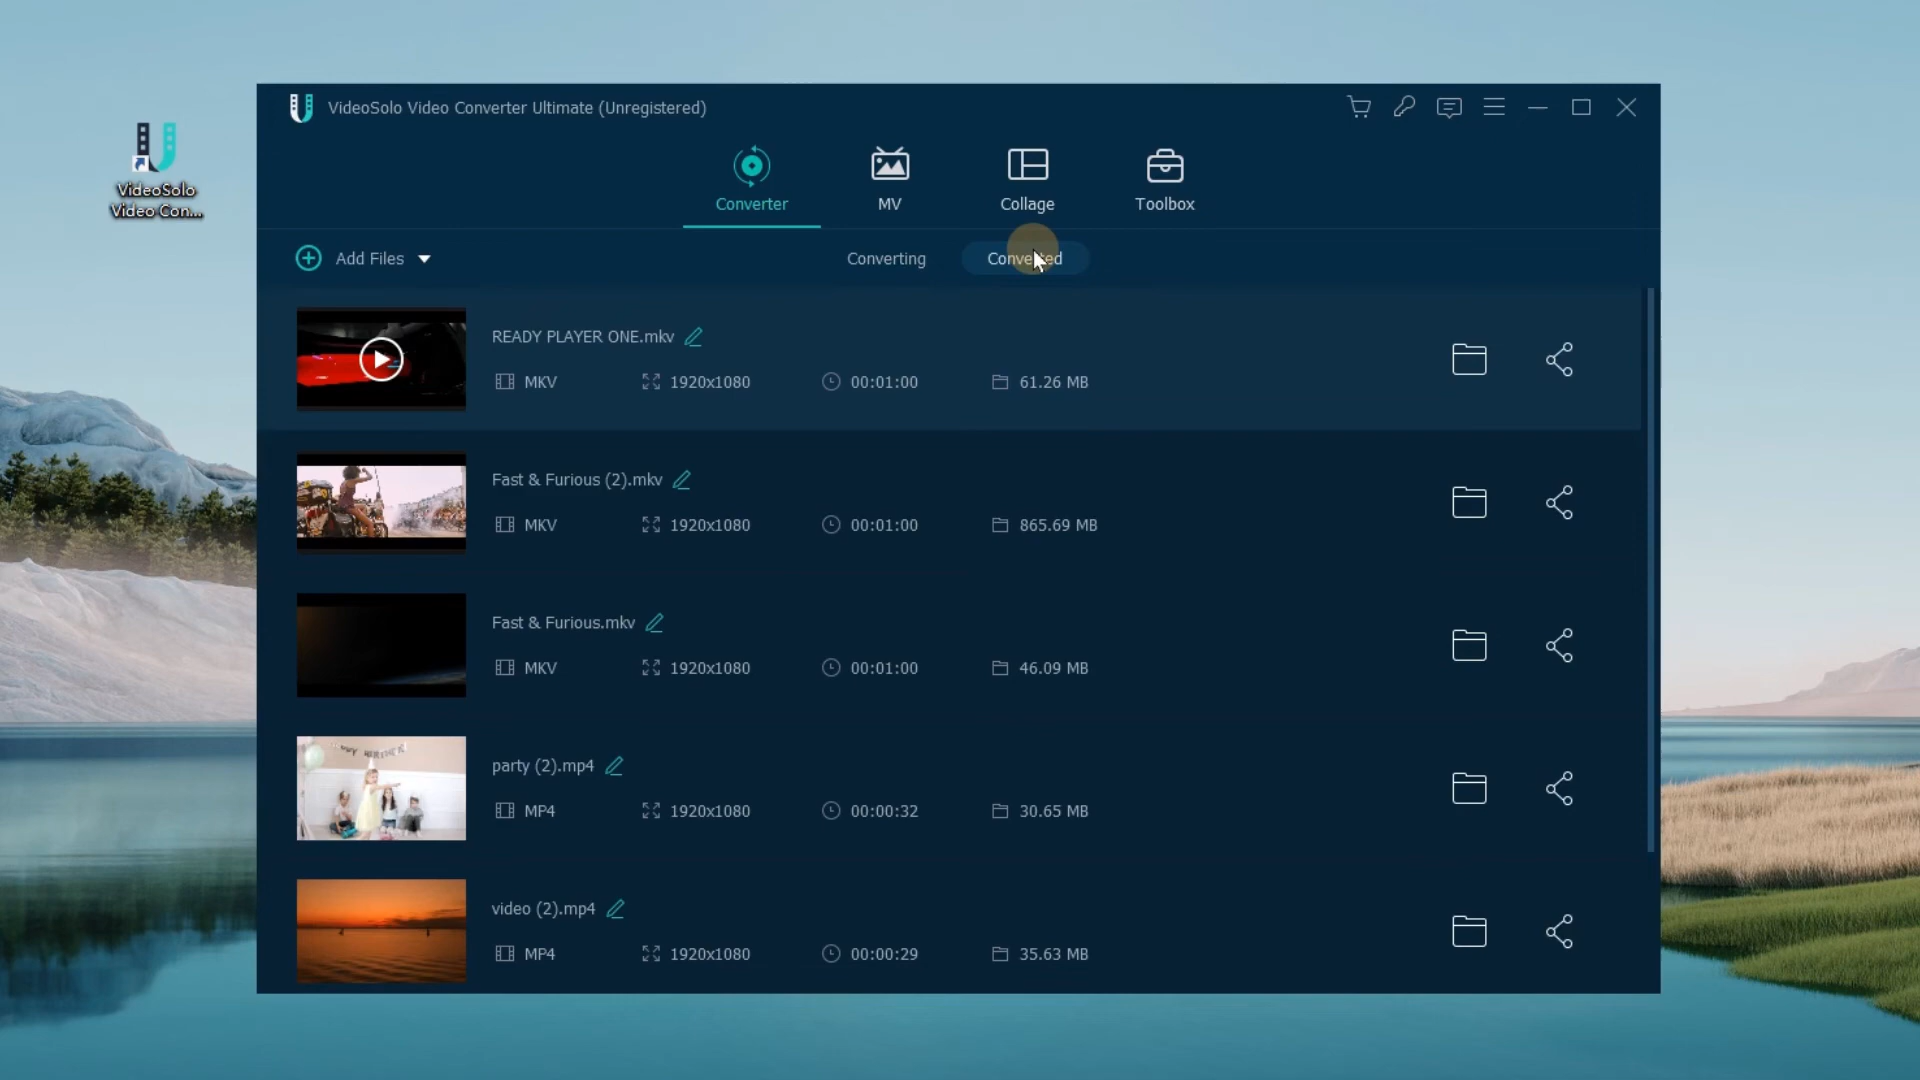 VideoSolo
Video Con...
VideoSolo Video Converter Ultimate (Unregistered)
Converter
MV
Collage
Toolbox
Add Files
Converting
Converted
READY PLAYER ONE.mkv
MKV 1920x1080 00:01:00 61.26 MB
Fast & Furious (2).mkv
MKV 1920x1080 00:01:00 865.69 MB
Fast & Furious.mkv
MKV 1920x1080 00:01:00 46.09 MB
party (2).mp4
MP4 1920x1080 00:00:32 30.65 MB
video (2).mp4
MP4 1920x1080 00:00:29 35.63 MB